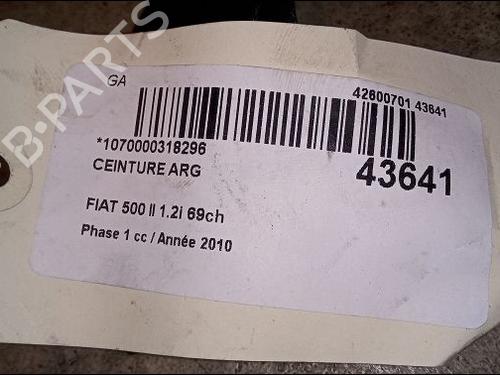 B-PARTS
GA
42600701 43641
*1070000318296
43641
CEINTURE ARG
FIAT 500 II 1.2i 69ch
Phase 1 cc / Année 2010